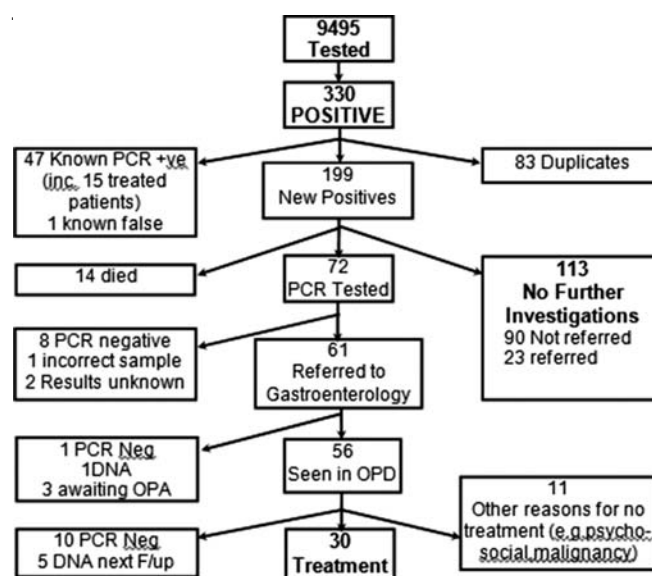 9495
Tested
330
POSITIVE
47 Known PCR +ve
(inc. 15 treated
patients)
1 known false
199
New Positives
83 Duplicates
14 died
72
PCR Tested
113
No Further
Investigations
90 Not referred
23 referred
8 PCR negative
1 incorrect sample
2 Results unknown
61
Referred to
Gastroenterology
1 PCR Neg
1DNA
3 awaiting OPA
56
Seen in OPD
11
Other reasons for no
treatment (e.g.psycho-
social,malignancy)
10 PCR Neg
5 DNA next F/up
30
Treatment